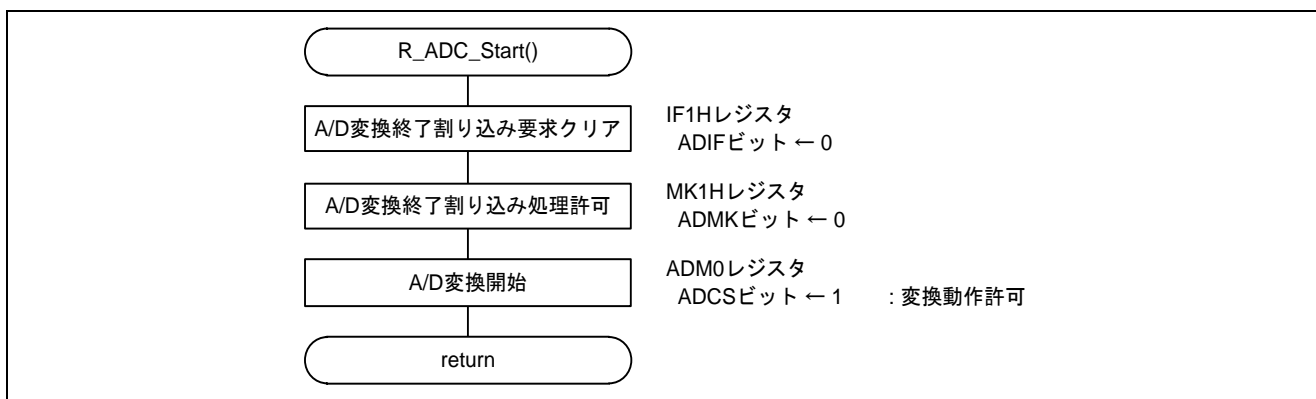 R_ADC_Start()
A/D変換終了割り込み要求クリア
IF1Hレジスタ
ADIFビット ← 0
A/D変換終了割り込み処理許可
MK1Hレジスタ
ADMKビット ← 0
A/D変換開始
ADM0レジスタ
ADCSビット ← 1 : 変換動作許可
return